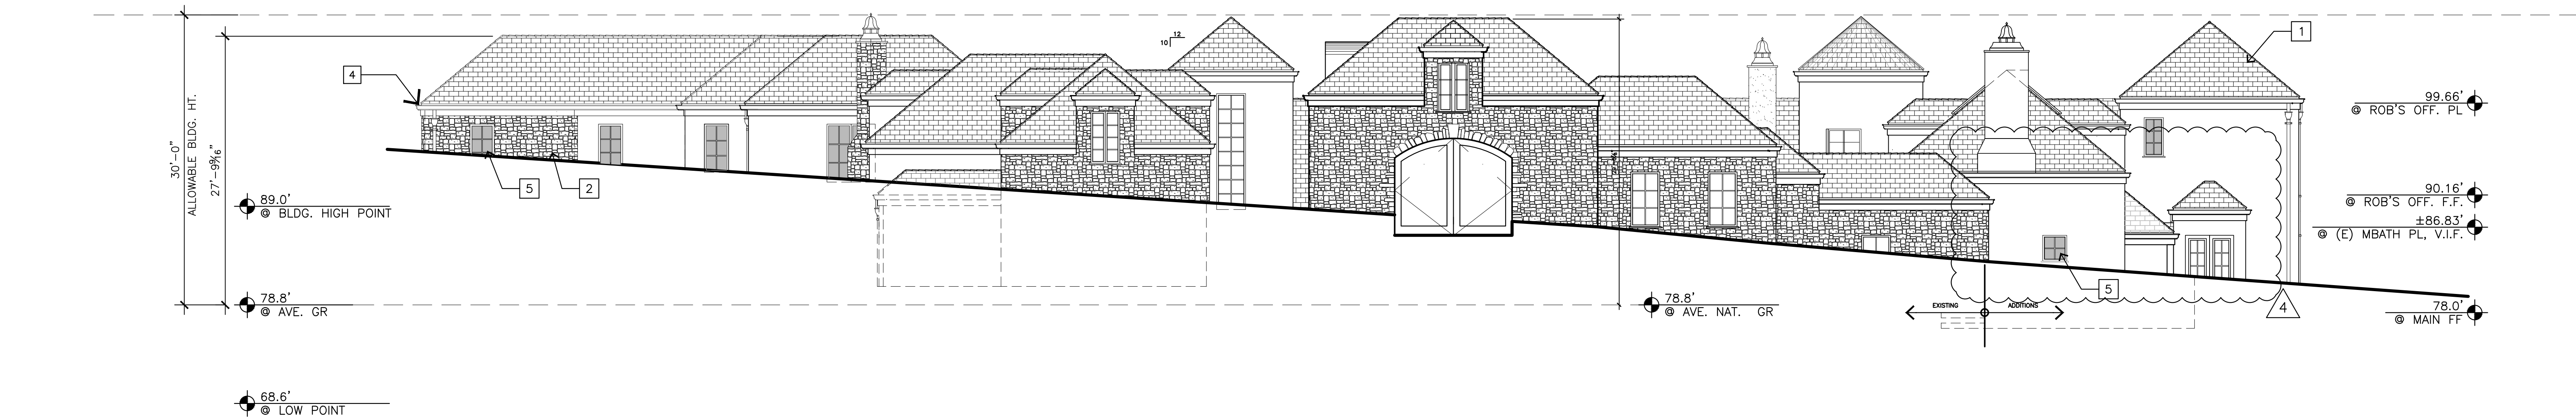 30'-0"
ALLOWABLE BLDG. HT.
27'-9 9/16"
4
5
2
89.0'
@ BLDG. HIGH POINT
78.8'
@ AVE. GR
68.6'
@ LOW POINT
12
10
1
78.8'
@ AVE. NAT. GR
EXISTING
ADDITIONS
5
4
99.66'
@ ROB'S OFF. PL
90.16'
@ ROB'S OFF. F.F.
±86.83'
@ (E) MBATH PL, V.I.F.
78.0'
@ MAIN FF